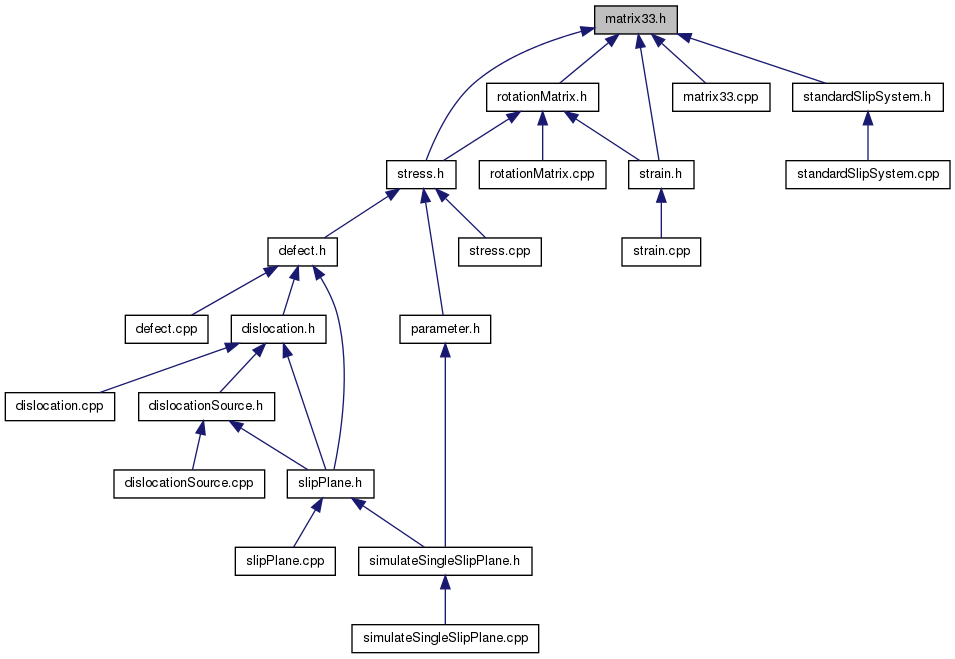 matrix33.h
rotationMatrix.h
matrix33.cpp
standardSlipSystem.h
stress.h
rotationMatrix.cpp
strain.h
standardSlipSystem.cpp
defect.h
stress.cpp
strain.cpp
defect.cpp
dislocation.h
parameter.h
dislocation.cpp
dislocationSource.h
dislocationSource.cpp
slipPlane.h
slipPlane.cpp
simulateSingleSlipPlane.h
simulateSingleSlipPlane.cpp